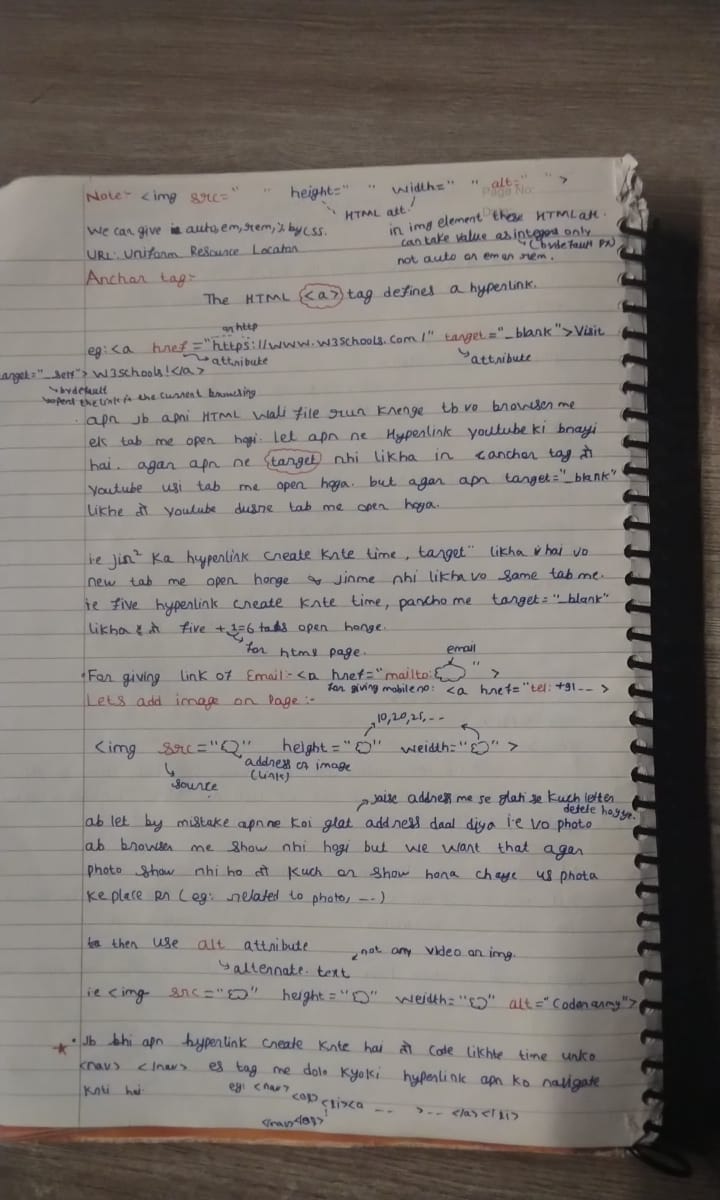 Note:- <img src=" " height=" " width=" " alt=" " >
Page No.
HTML att.
We can give in auto, em, rem, % by css.
in img element these HTML att.
can take value as integer only
(by default px)
not auto or em or rem.
URL: Uniform Resource Locator
Anchor tag:-
The HTML <a> tag defines a hyperlink.
or http
eg: <a href="https://www.w3schools.com/" target="_blank"> Visit
attribute
attribute
target="_self"> W3Schools!</a>
by default
opens the link in the current browsing
apn jb apni HTML wali file run krenge tb vo browser me
ek tab me open hogi. let apn ne Hyperlink youtube ki bnayi
hai. agar apn ne target nhi likha in <anchor tag तो
youtube usi tab me open hoga. but agar apn target="_blank"
likhe तो youtube dusre tab me open hoga.
ie jin² ka hyperlink create krte time, target" likha hai vo
new tab me open honge & jinme nhi likha vo same tab me.
ie five hyperlink create krte time, pancho me target="_blank"
likha है तो five + 1=6 tabs open honge.
for html page.
email
For giving link of Email:- <a href="mailto: " >
for giving mobile no: <a href="tel: +91-- >
Lets add image on Page :-
10,20,25,--
<img src=" " height=" " weidth=" " >
address or image
(link)
source
jaise address me se glati se kuch letter
delete hogye.
ab let by mistake apn ne koi glat address daal diya i.e vo photo
ab browser me show nhi hogi but we want that agar
photo show nhi ho तो kuch or show hona chaye us photo
ke place pr (eg: related to photo, --)
then use alt attribute
not any video or img.
alternate text
ie <img src=" " height=" " weidth=" " alt="Coder army">
* Jb bhi apn hyperlink create krte hai तो code likhte time unko
<nav> </nav> es tag me dolo kyoki hyperlink apn ko navigate
krti hai.
eg: <nav>
<ol> <li><a -- >-- </a></li>